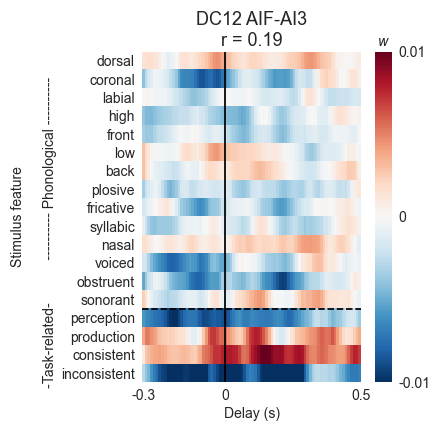 DC12 AIF-AI3
r = 0.19
w
Stimulus feature
---------- Phonological ----------
-Task-related-
dorsal
coronal
labial
high
front
low
back
plosive
fricative
syllabic
nasal
voiced
obstruent
sonorant
perception
production
consistent
inconsistent
0.01
0
-0.01
-0.3 0 0.5
Delay (s)